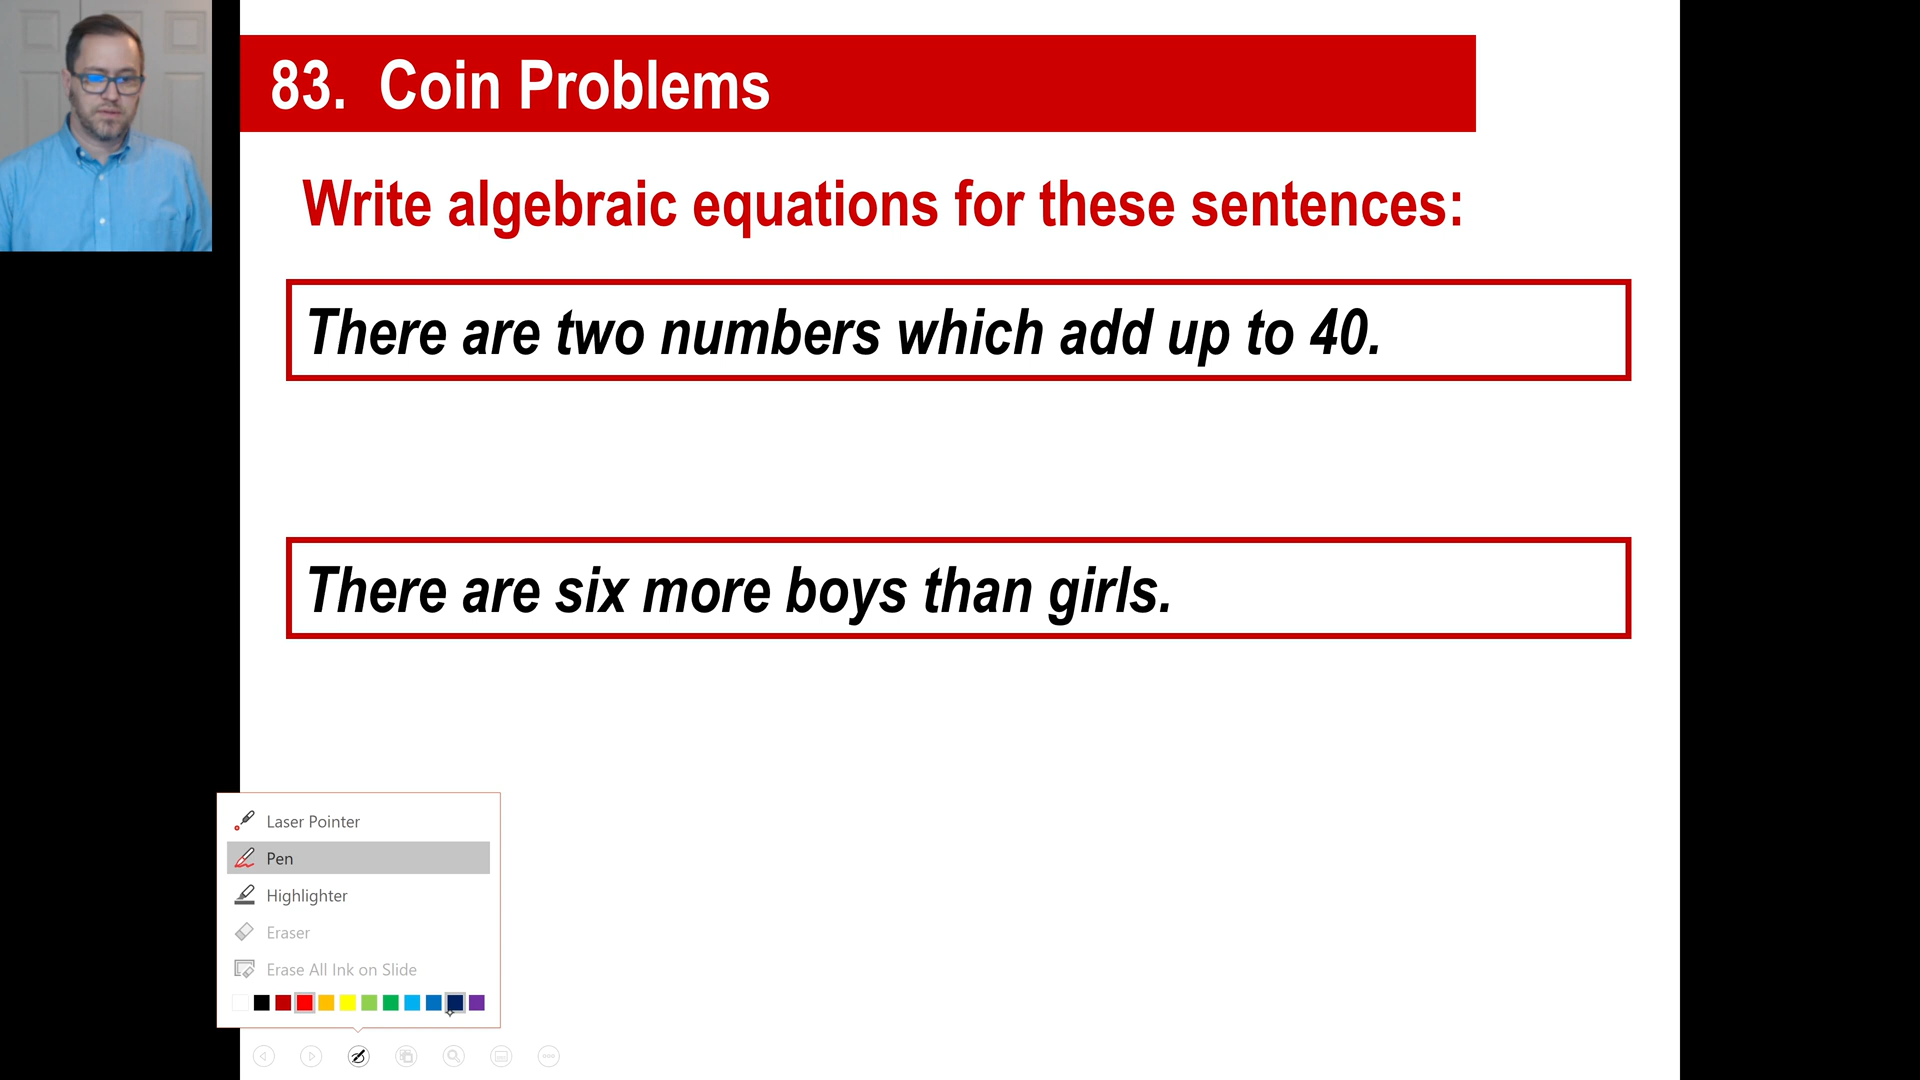 83. Coin Problems
Write algebraic equations for these sentences:
There are two numbers which add up to 40.
There are six more boys than girls.
Laser Pointer
Pen
Highlighter
Eraser
Erase All Ink on Slide